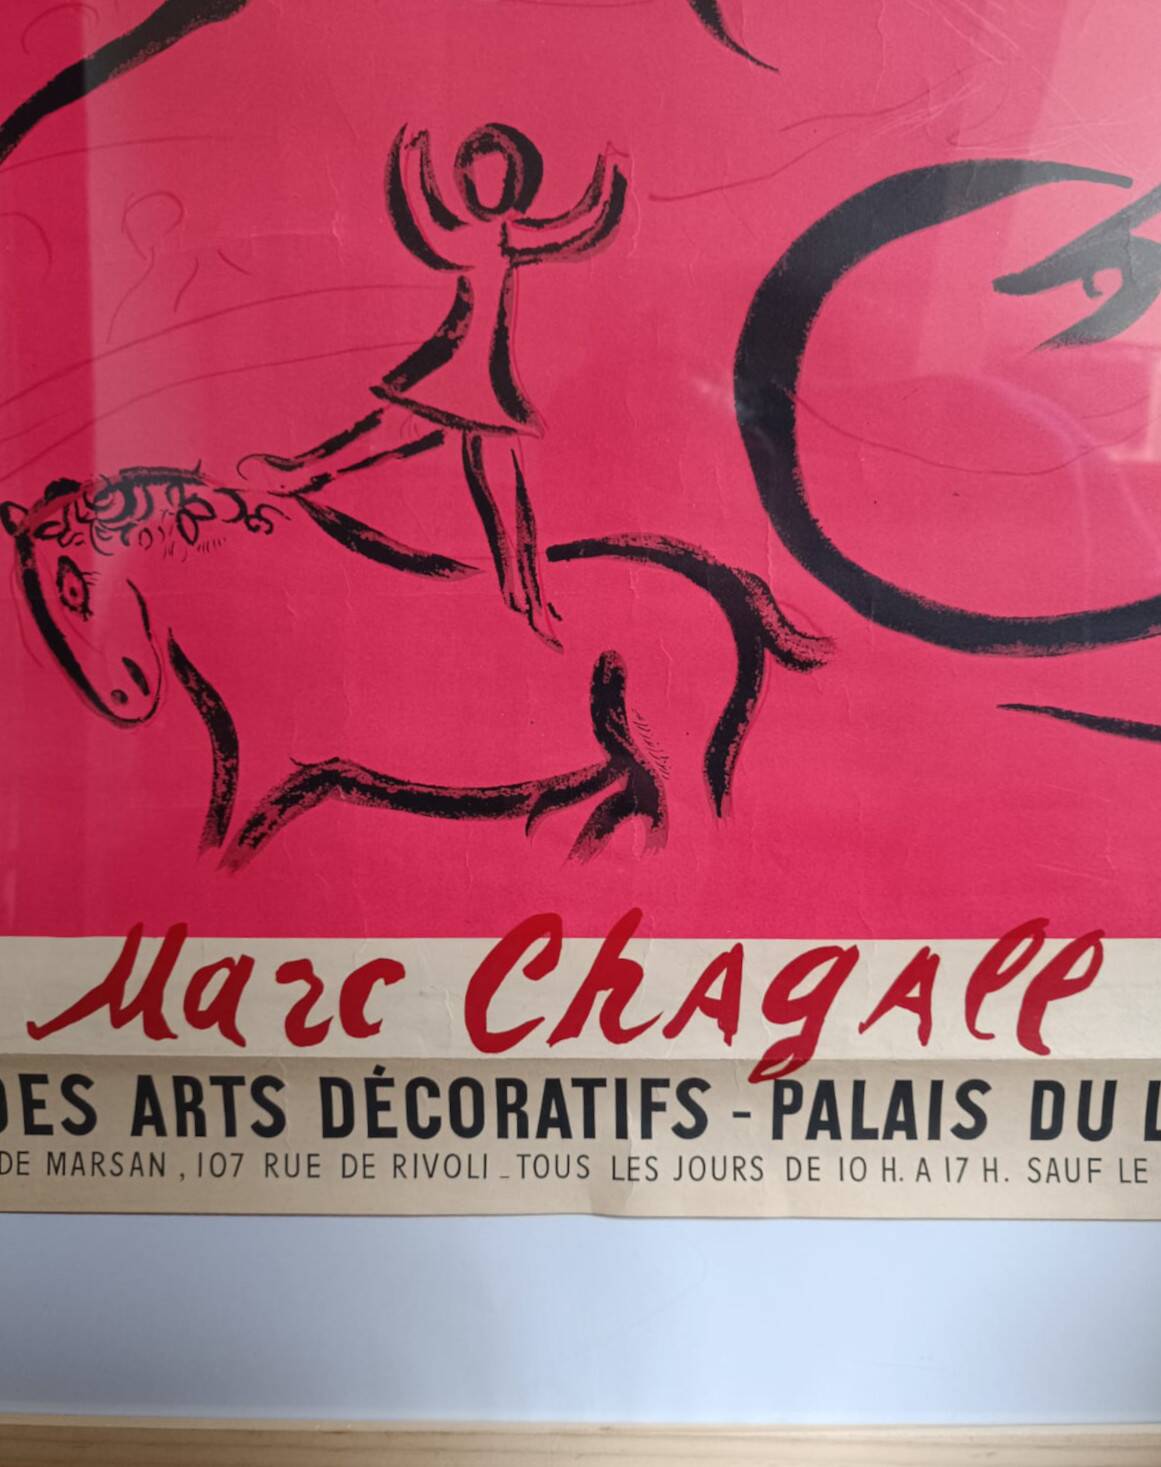 Marc Chagall
DES ARTS DÉCORATIFS - PALAIS DU L
DE MARSAN, 107 RUE DE RIVOLI _ TOUS LES JOURS DE 10 H. A 17 H. SAUF LE